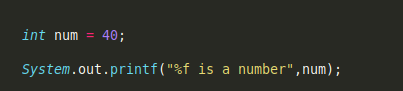 int num = 40;
System.out.printf("%f is a number",num);